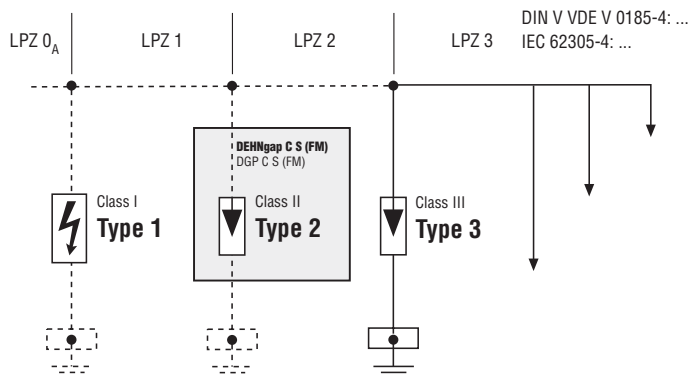 LPZ 0A
LPZ 1
LPZ 2
LPZ 3
DIN V VDE V 0185-4: ...
IEC 62305-4: ...
DEHNgap C S (FM)
DGP C S (FM)
Class I
Type 1
Class II
Type 2
Class III
Type 3